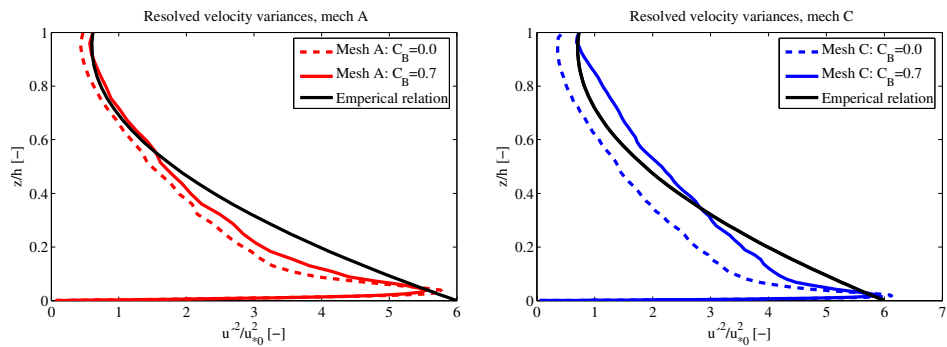 Resolved velocity variances, mech A
Mesh A: C_B=0.0
Mesh A: C_B=0.7
Emperical relation
z/h [−]
1
0.8
0.6
0.4
0.2
0
0 1 2 3 4 5 6
u'^2/u_{*0}^2 [−]
Resolved velocity variances, mech C
Mesh C: C_B=0.0
Mesh C: C_B=0.7
Emperical relation
z/h [−]
1
0.8
0.6
0.4
0.2
0
0 1 2 3 4 5 6 7
u'^2/u_{*0}^2 [−]